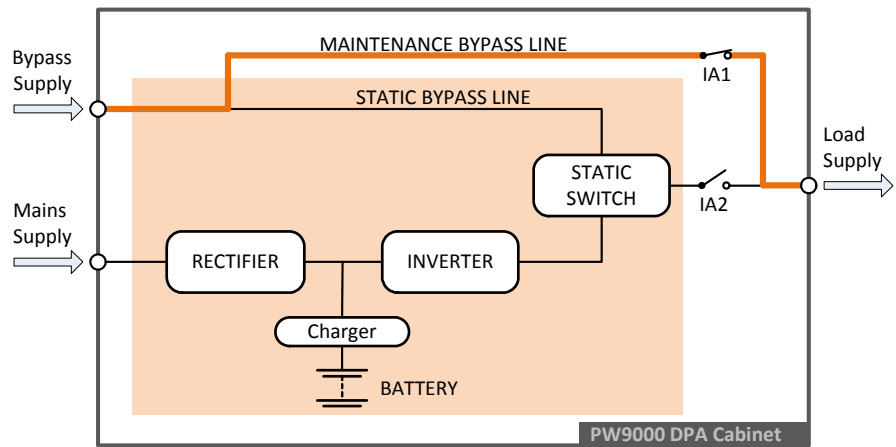 MAINTENANCE BYPASS LINE
IA1
Bypass
Supply
STATIC BYPASS LINE
STATIC
SWITCH
IA2
Load
Supply
Mains
Supply
RECTIFIER
INVERTER
Charger
BATTERY
PW9000 DPA Cabinet